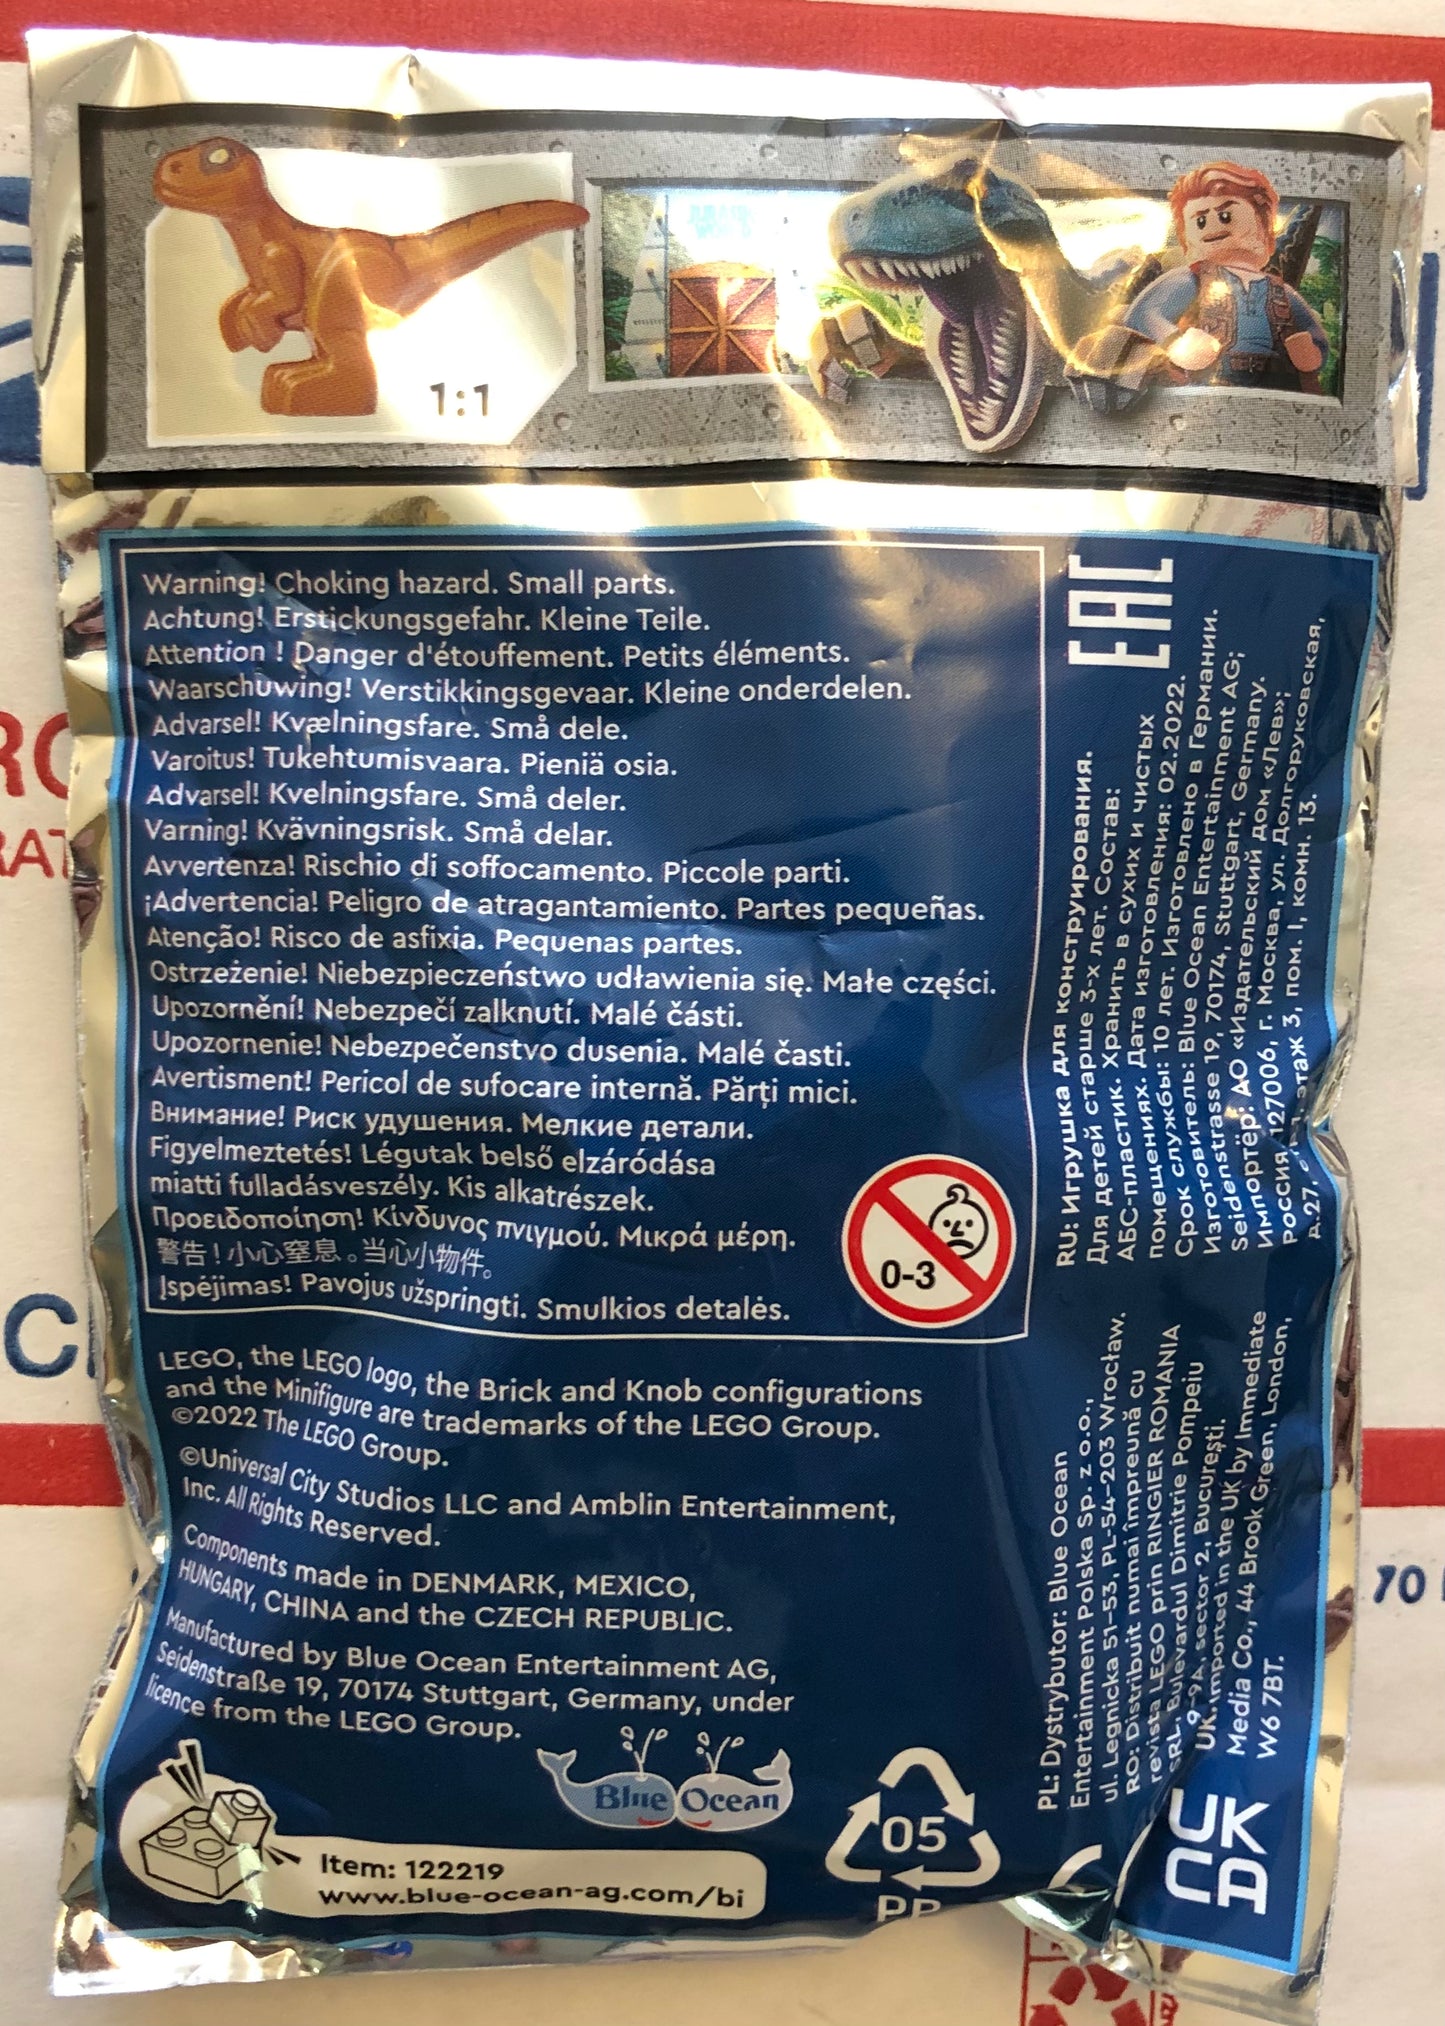 1:1
Warning! Choking hazard. Small parts.
Achtung! Erstickungsgefahr. Kleine Teile.
Attention ! Danger d'étouffement. Petits éléments.
Waarschuwing! Verstikkingsgevaar. Kleine onderdelen.
Advarsel! Kvælningsfare. Små dele.
Varoitus! Tukehtumisvaara. Pieniä osia.
Advarsel! Kvelningsfare. Små deler.
Varning! Kvävningsrisk. Små delar.
Avvertenza! Rischio di soffocamento. Piccole parti.
¡Advertencia! Peligro de atragantamiento. Partes pequeñas.
Atenção! Risco de asfixia. Pequenas partes.
Ostrzeżenie! Niebezpieczeństwo udławienia się. Małe części.
Upozornění! Nebezpečí zalknutí. Malé části.
Upozornenie! Nebezpečenstvo dusenia. Malé časti.
Avertisment! Pericol de sufocare internă. Părți mici.
Внимание! Риск удушения. Мелкие детали.
Figyelmeztetés! Légutak belső elzáródása
miatti fulladásveszély. Kis alkatrészek.
Προειδοποίηση! Κίνδυνος πνιγμού. Μικρά μέρη.
警告！小心窒息。当心小物件。
Įspėjimas! Pavojus užspringti. Smulkios detalės.
0-3
LEGO, the LEGO logo, the Brick and Knob configurations
and the Minifigure are trademarks of the LEGO Group.
©2022 The LEGO Group.
©Universal City Studios LLC and Amblin Entertainment,
Inc. All Rights Reserved.
Components made in DENMARK, MEXICO,
HUNGARY, CHINA and the CZECH REPUBLIC.
Manufactured by Blue Ocean Entertainment AG,
Seidenstraße 19, 70174 Stuttgart, Germany, under
licence from the LEGO Group.
Blue Ocean
Item: 122219
www.blue-ocean-ag.com/bi
05
PP
EAC
RU: Игрушка для конструирования.
Для детей старше 3-х лет. Состав:
АБС-пластик. Хранить в сухих и чистых
помещениях. Дата изготовления: 02.2022.
Срок службы: 10 лет. Изготовлено в Германии.
Изготовитель: Blue Ocean Entertainment AG;
Seidenstrasse 19, 70174, Stuttgart, Germany.
Импортёр: АО «Издательский дом «Лев»;
Россия 127006, г. Москва, ул. Долгоруковская,
д.27, этаж 3, пом. I, комн. 13.
PL: Dystrybutor: Blue Ocean
Entertainment Polska Sp. z o.o.,
ul. Legnicka 51-53, PL-54-203 Wrocław.
RO: Distribuit numai împreună cu
revista LEGO prin RINGIER ROMANIA
SRL, Bulevardul Dimitrie Pompeiu
9-9A, sector 2, București.
UK: Imported in the UK by Immediate
Media Co., 44 Brook Green, London,
W6 7BT.
UK
CA